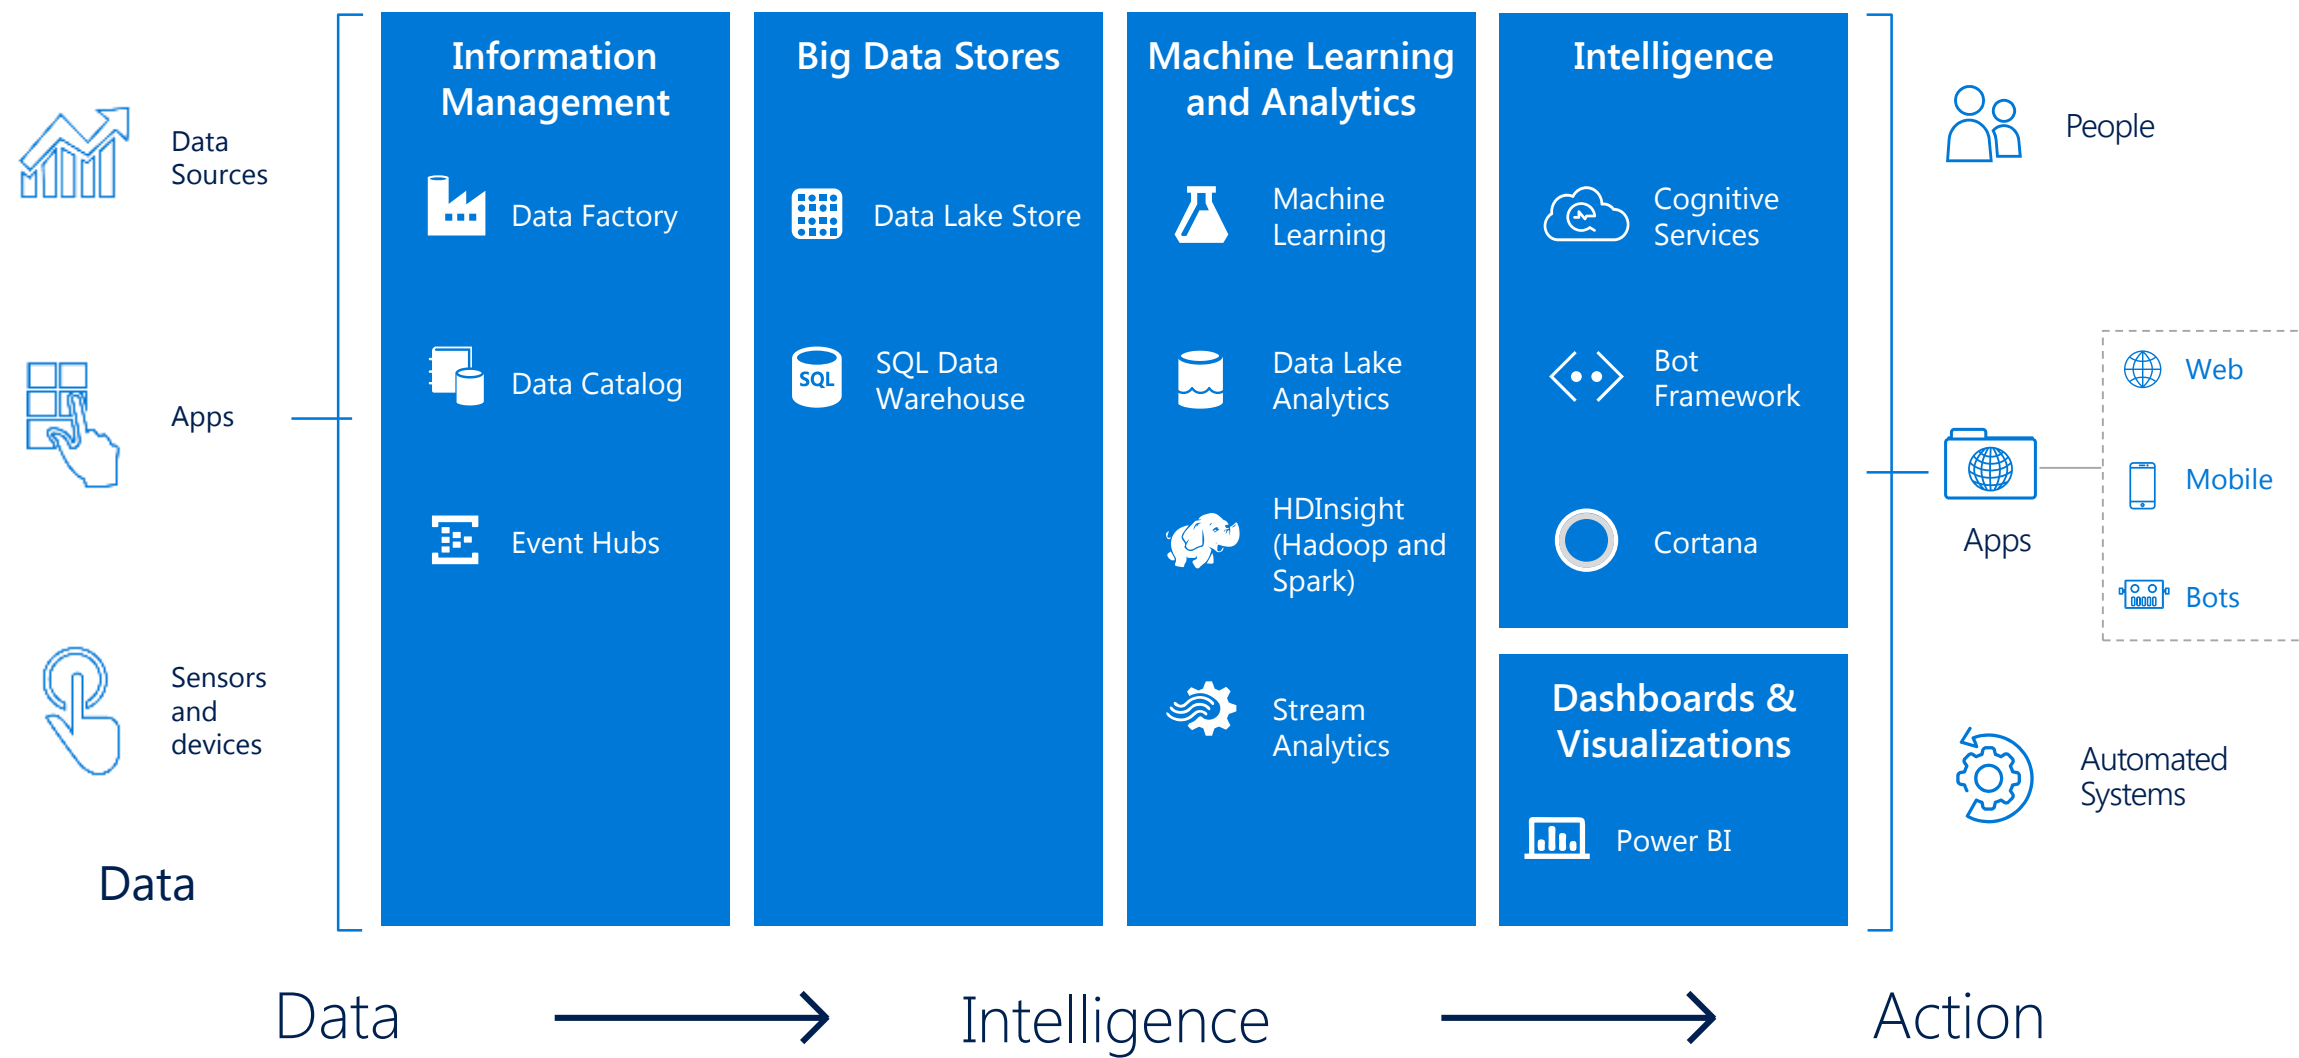 Data
Sources
Apps
Sensors
and
devices
Data
Information
Management
Data Factory
Data Catalog
Event Hubs
Big Data Stores
Data Lake Store
SQL
SQL Data
Warehouse
Machine Learning
and Analytics
Machine
Learning
Data Lake
Analytics
HDInsight
(Hadoop and
Spark)
Stream
Analytics
Intelligence
Cognitive
Services
Bot
Framework
Cortana
Dashboards &
Visualizations
Power BI
People
Apps
Web
Mobile
Bots
Automated
Systems
Data
Intelligence
Action